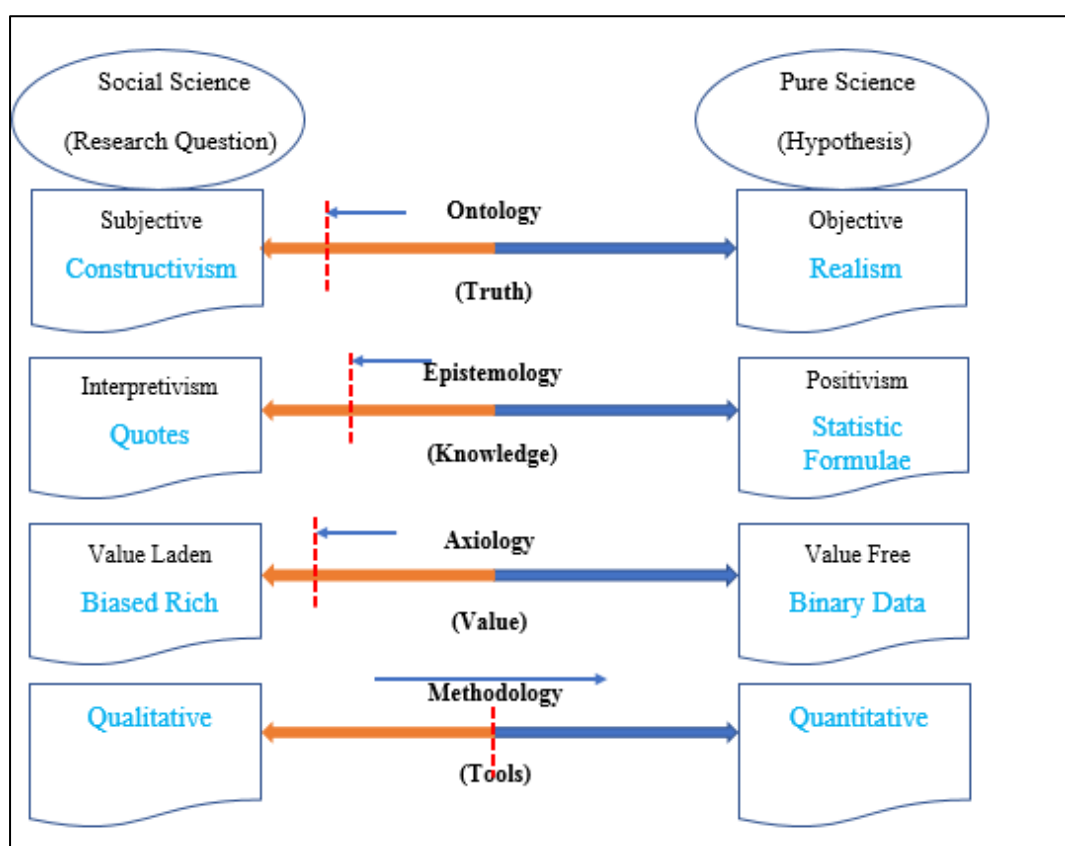 Social Science
(Research Question)
Pure Science
(Hypothesis)
Subjective
Constructivism
Ontology
(Truth)
Objective
Realism
Interpretivism
Quotes
Epistemology
(Knowledge)
Positivism
Statistic
Formulae
Value Laden
Biased Rich
Axiology
(Value)
Value Free
Binary Data
Qualitative
Methodology
(Tools)
Quantitative